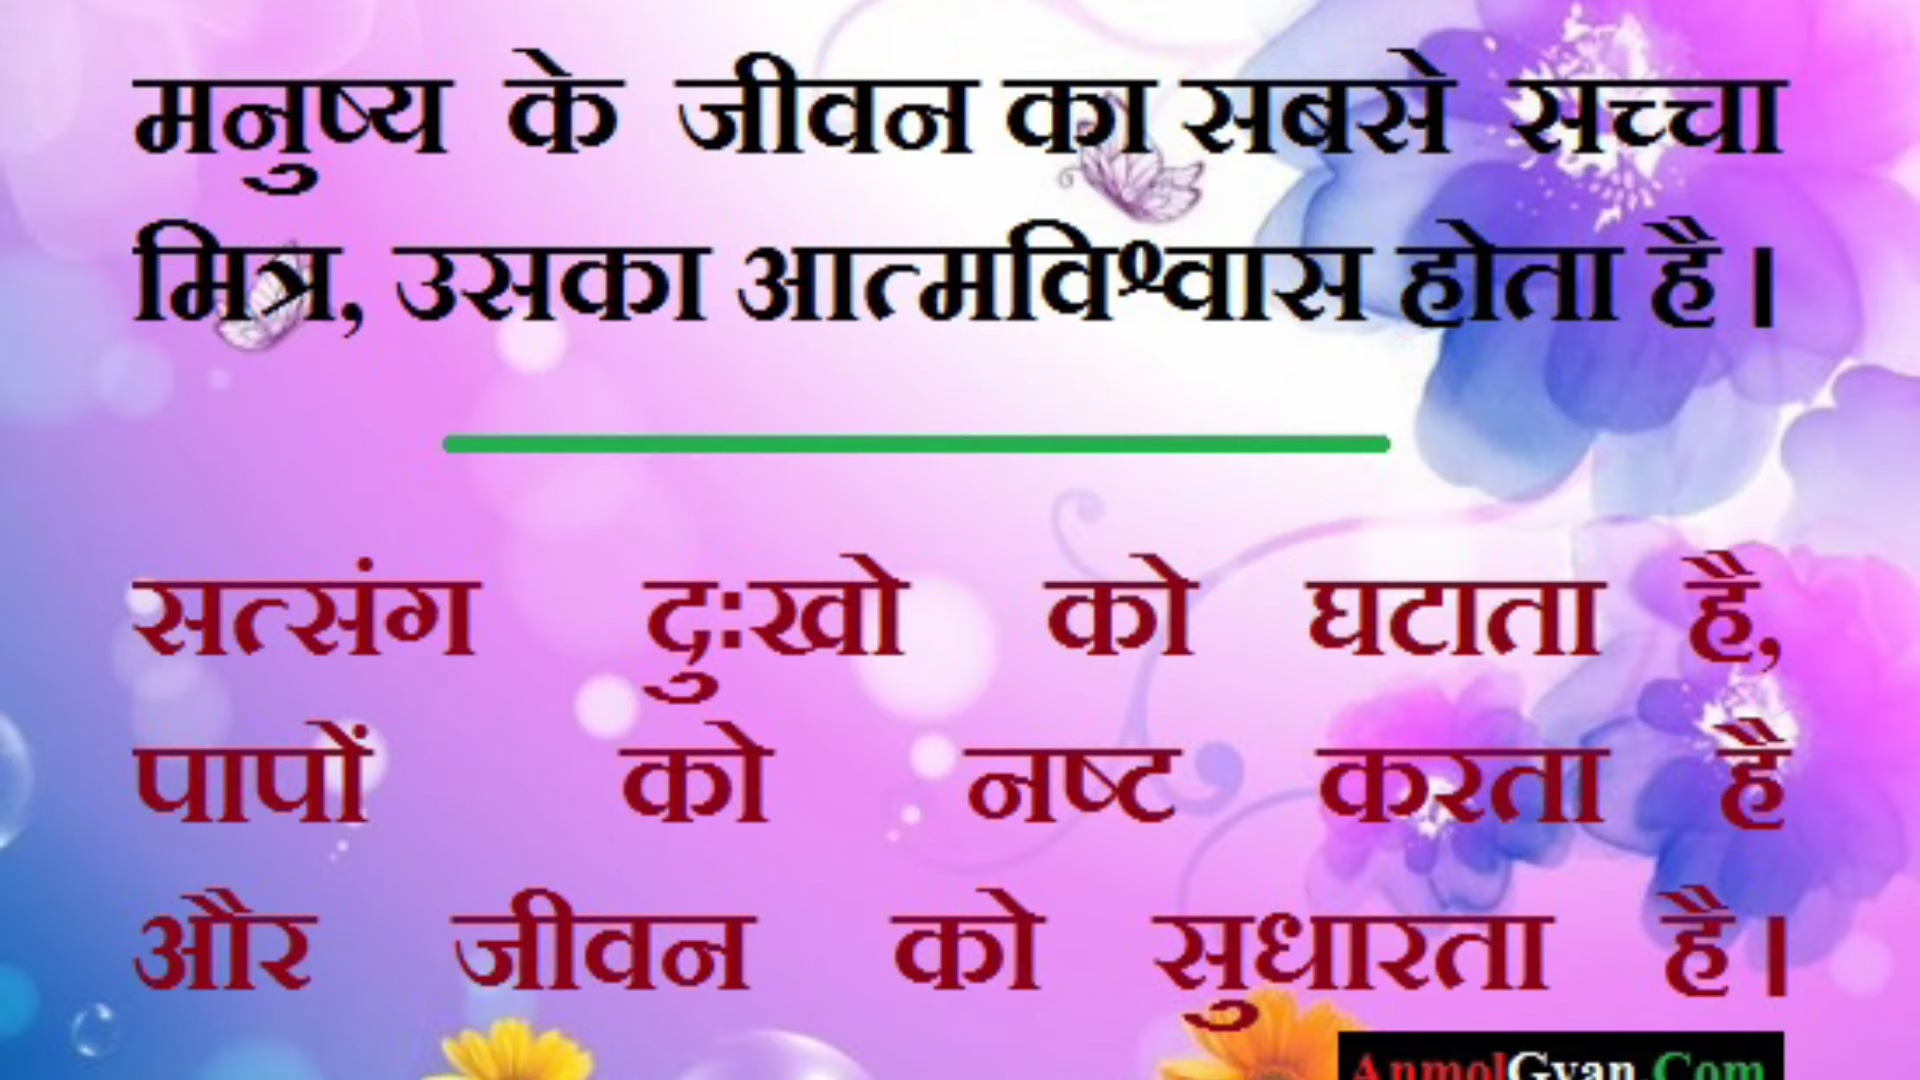 मनुष्य के जीवन का सबसे सच्चा
मित्र, उसका आत्मविश्वास होता है।
सत्संग दुःखो को घटाता है,
पापों को नष्ट करता है
और जीवन को सुधारता है।
AnmolGyan.Com